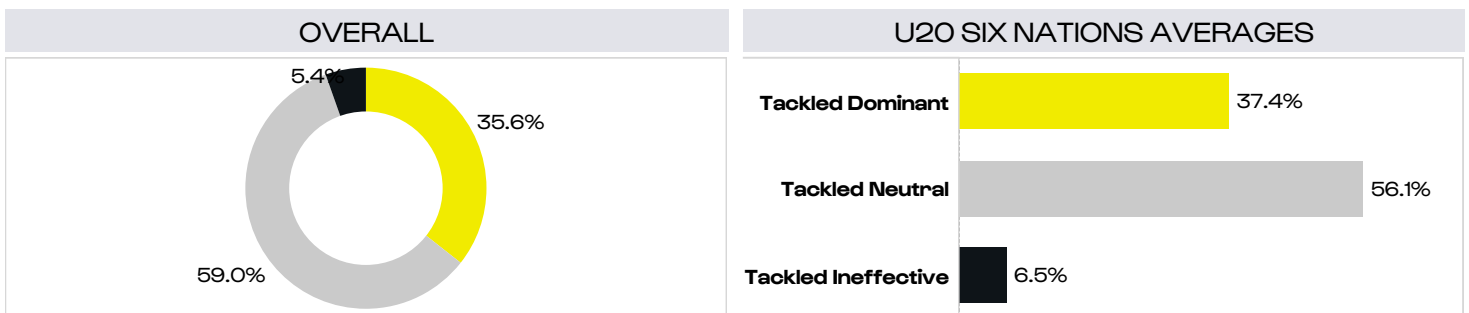 OVERALL
5.4%
35.6%
59.0%
U20 SIX NATIONS AVERAGES
Tackled Dominant 37.4%
Tackled Neutral 56.1%
Tackled Ineffective 6.5%